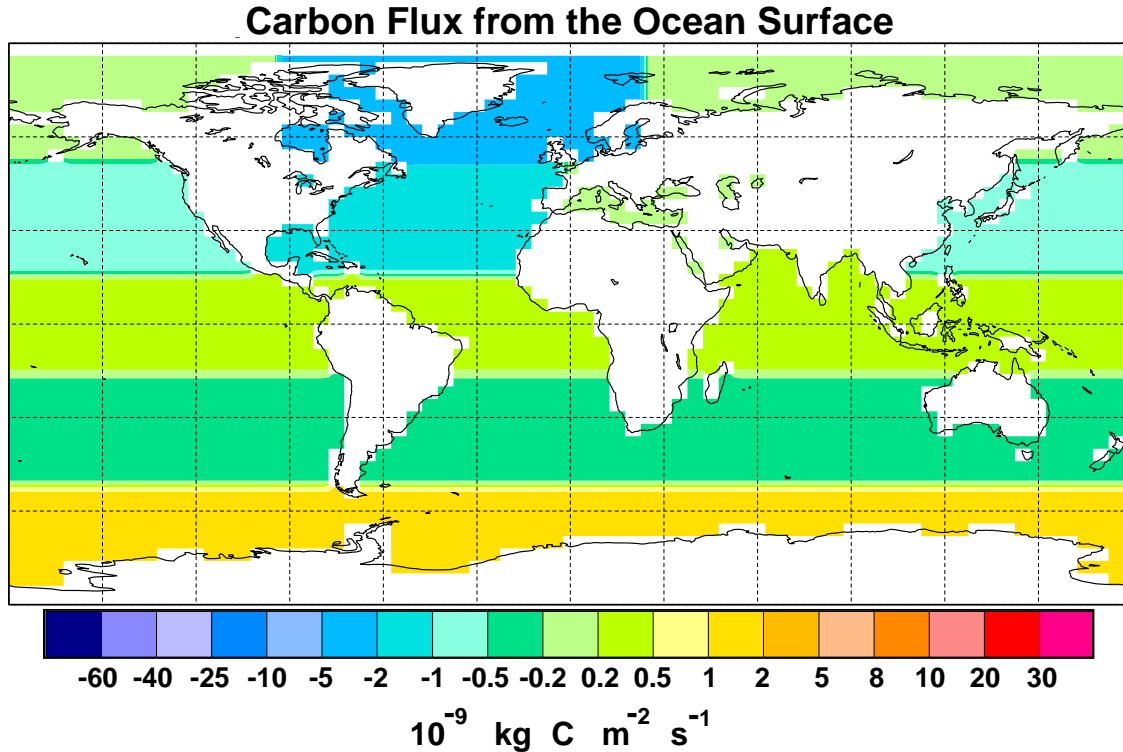 Carbon Flux from the Ocean Surface
-60 -40 -25 -10 -5 -2 -1 -0.5 -0.2 0.2 0.5 1 2 5 8 10 20 30
10⁻⁹ kg C m⁻² s⁻¹